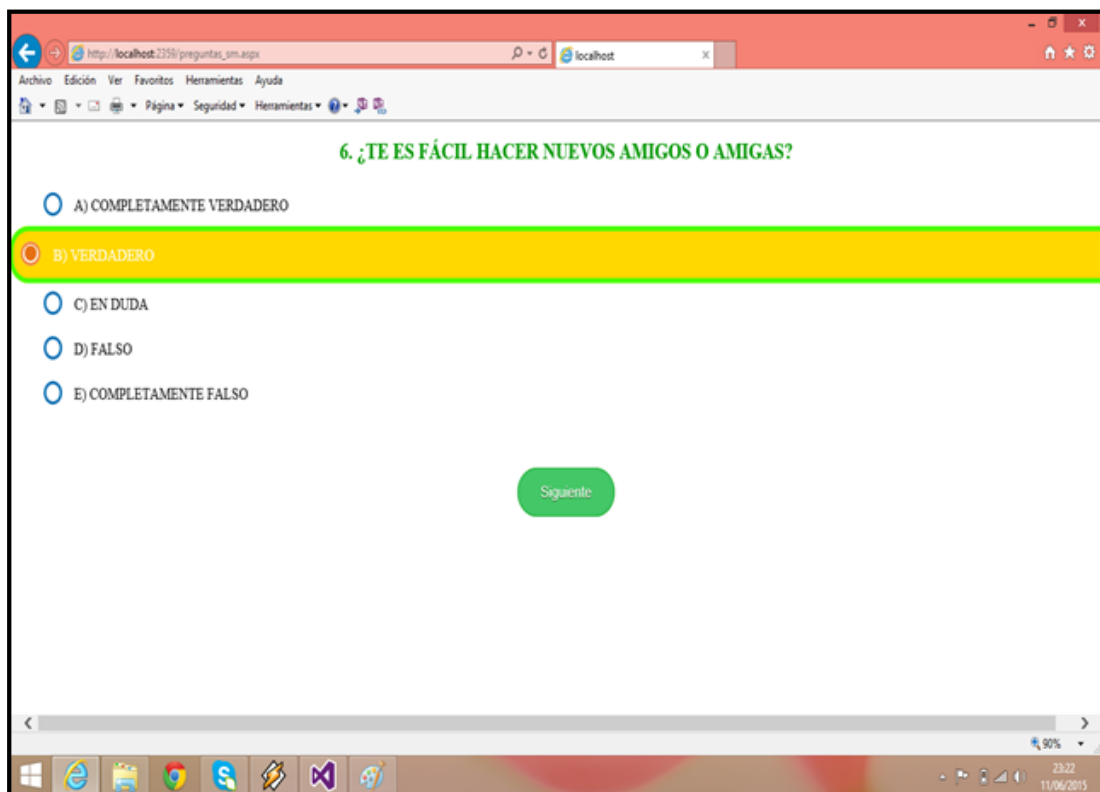 http://localhost:2359/preguntas_sm.aspx
localhost
Archivo Edición Ver Favoritos Herramientas Ayuda
Página Seguridad Herramientas
6. ¿TE ES FÁCIL HACER NUEVOS AMIGOS O AMIGAS?
A) COMPLETAMENTE VERDADERO
B) VERDADERO
C) EN DUDA
D) FALSO
E) COMPLETAMENTE FALSO
Siguiente
90%
23:22
11/06/2015